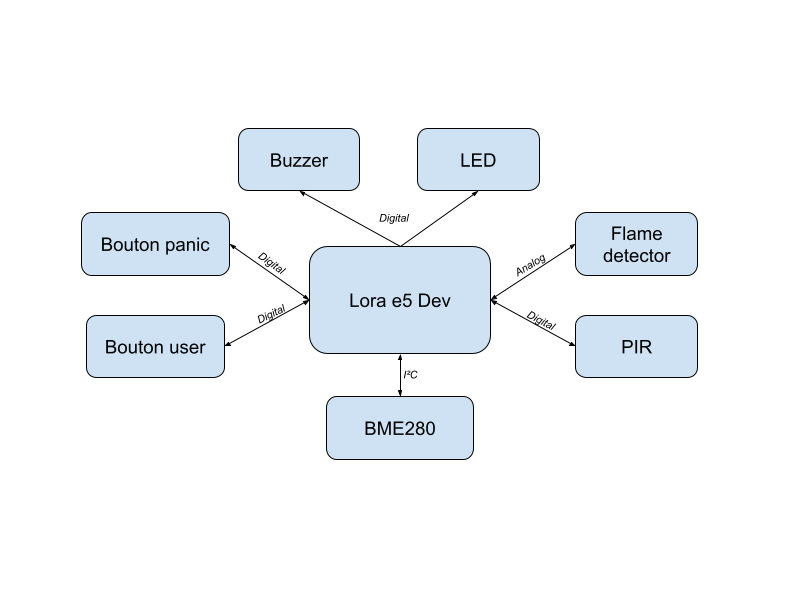 Buzzer
LED
Digital
Bouton panic
Digital
Analog
Flame
detector
Lora e5 Dev
Bouton user
Digital
Digital
PIR
I²C
BME280